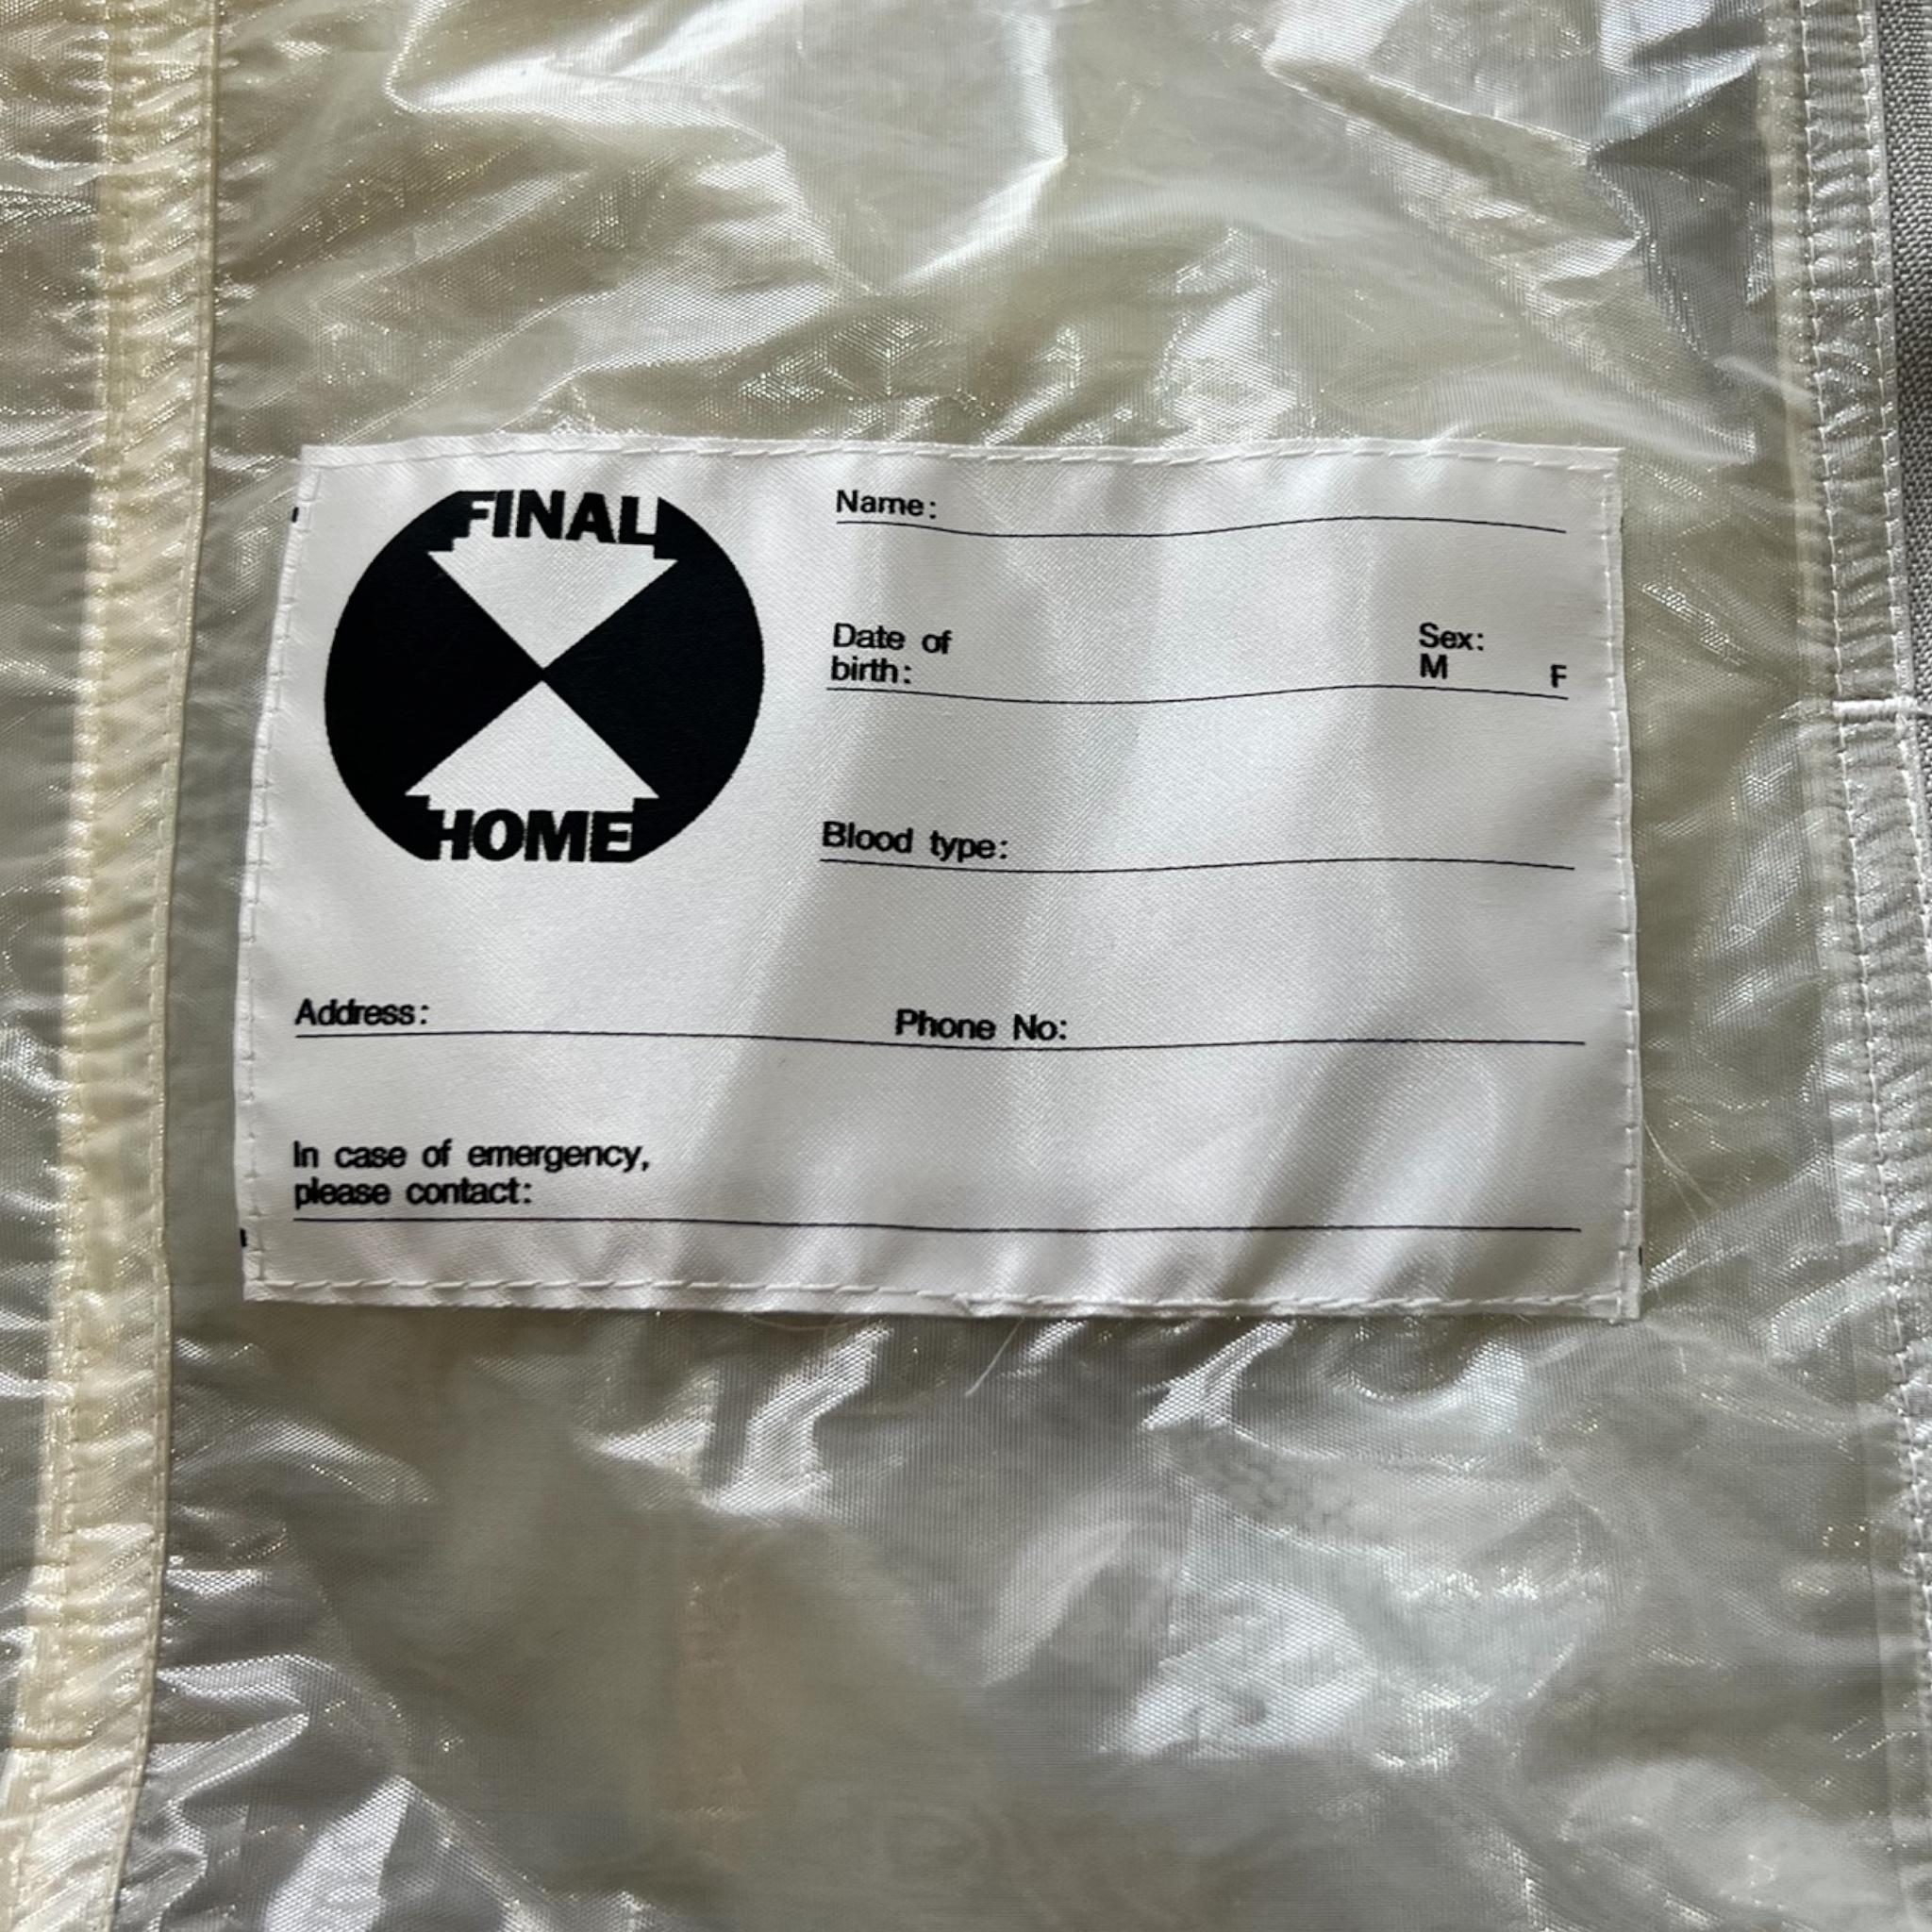 FINAL
HOME
Name:
Date of
birth:
Sex:
M F
Blood type:
Address: Phone No:
In case of emergency,
please contact: